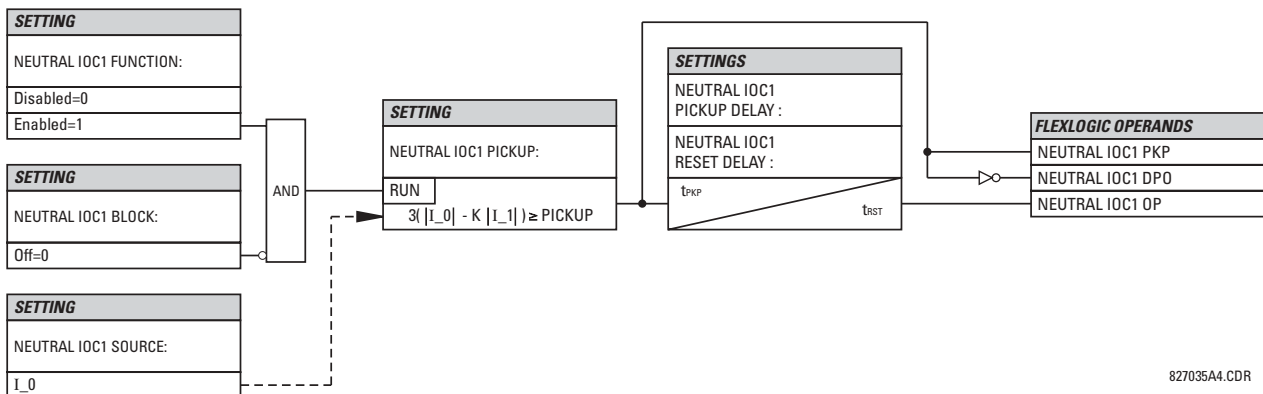 SETTING
NEUTRAL IOC1 FUNCTION:
Disabled=0
Enabled=1
SETTING
NEUTRAL IOC1 BLOCK:
Off=0
SETTING
NEUTRAL IOC1 SOURCE:
I_0
AND
SETTING
NEUTRAL IOC1 PICKUP:
RUN
3( |I_0| - K |I_1| ) ≥ PICKUP
SETTINGS
NEUTRAL IOC1
PICKUP DELAY :
NEUTRAL IOC1
RESET DELAY :
tPKP
tRST
FLEXLOGIC OPERANDS
NEUTRAL IOC1 PKP
NEUTRAL IOC1 DPO
NEUTRAL IOC1 OP
827035A4.CDR